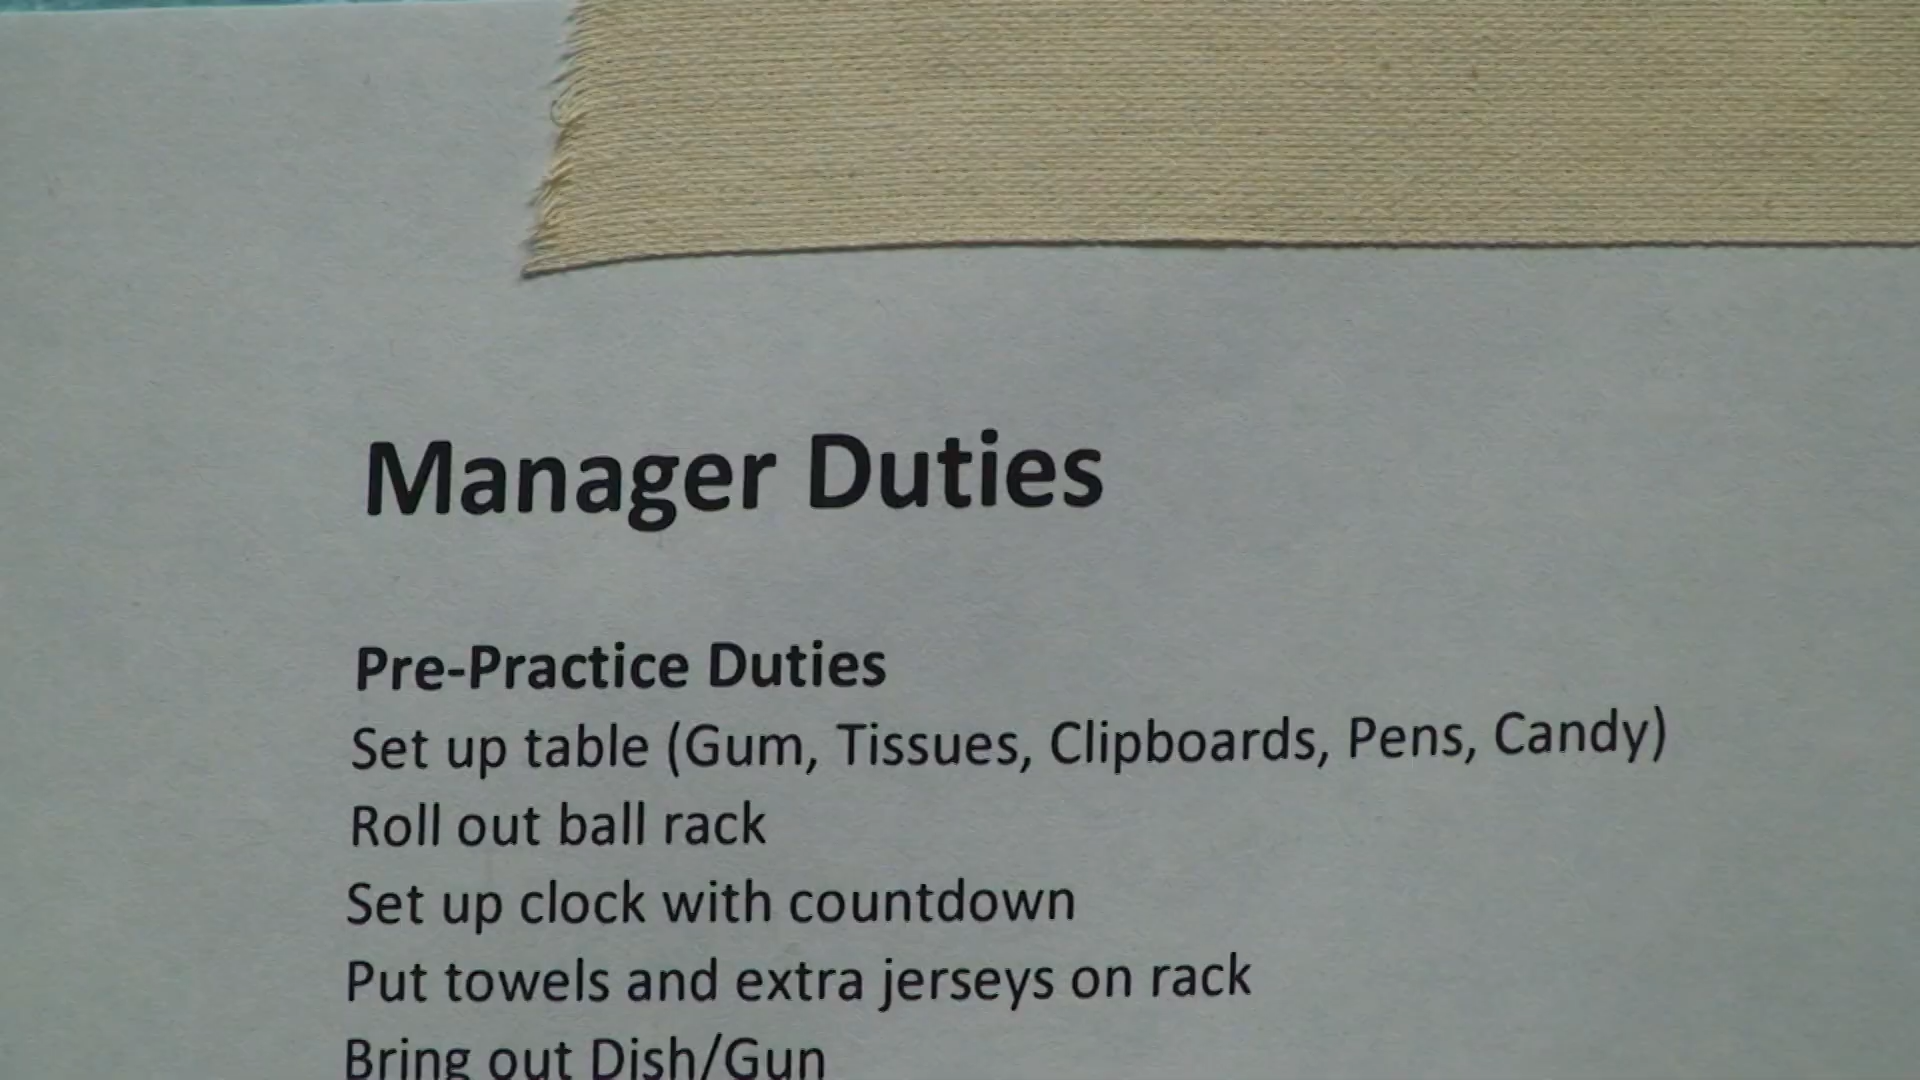 Manager Duties
Pre-Practice Duties
Set up table (Gum, Tissues, Clipboards, Pens, Candy)
Roll out ball rack
Set up clock with countdown
Put towels and extra jerseys on rack
Bring out Dish/Gun